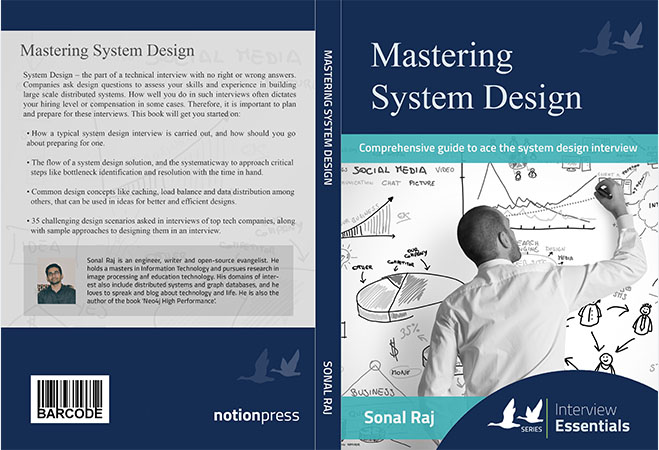 Mastering System Design
System Design – the part of a technical interview with no right or wrong answers.
Companies ask design questions to assess your skills and experience in building
large scale distributed systems. How well you do in such interviews often dictates
your hiring level or compensation in some cases. Therefore, it is important to plan
and prepare for these interviews. This book will get you started on:
• How a typical system design interview is carried out, and how should you go
about preparing for one.
• The flow of a system design solution, and the systematicway to approach critical
steps like bottleneck identification and resolution with the time in hand.
• Common design concepts like caching, load balance and data distribution among
others, that can be used in ideas for better and efficient designs.
• 35 challenging design scenarios asked in interviews of top tech companies, along
with sample approaches to designing them in an interview.
Sonal Raj is an engineer, writer and open-source evangelist. He
holds a masters in Information Technology and pursues research in
image processing and education technology. His domains of inter-
est also include distributed systems and graph databases, and he
loves to speak and blog about technology and life. He is also the
author of the book 'Neo4j High Performance'.
BARCODE
notionpress
MASTERING SYSTEM DESIGN
SONAL RAJ
Mastering
System Design
Comprehensive guide to ace the system design interview
SOCIAL MEDIA VIDEO
CHAT PICTURE
OUR
COMPANY
DESIGN
MEDIA
35%
$
MONEY
BUSINESS
Sonal Raj
SERIES
Interview
Essentials